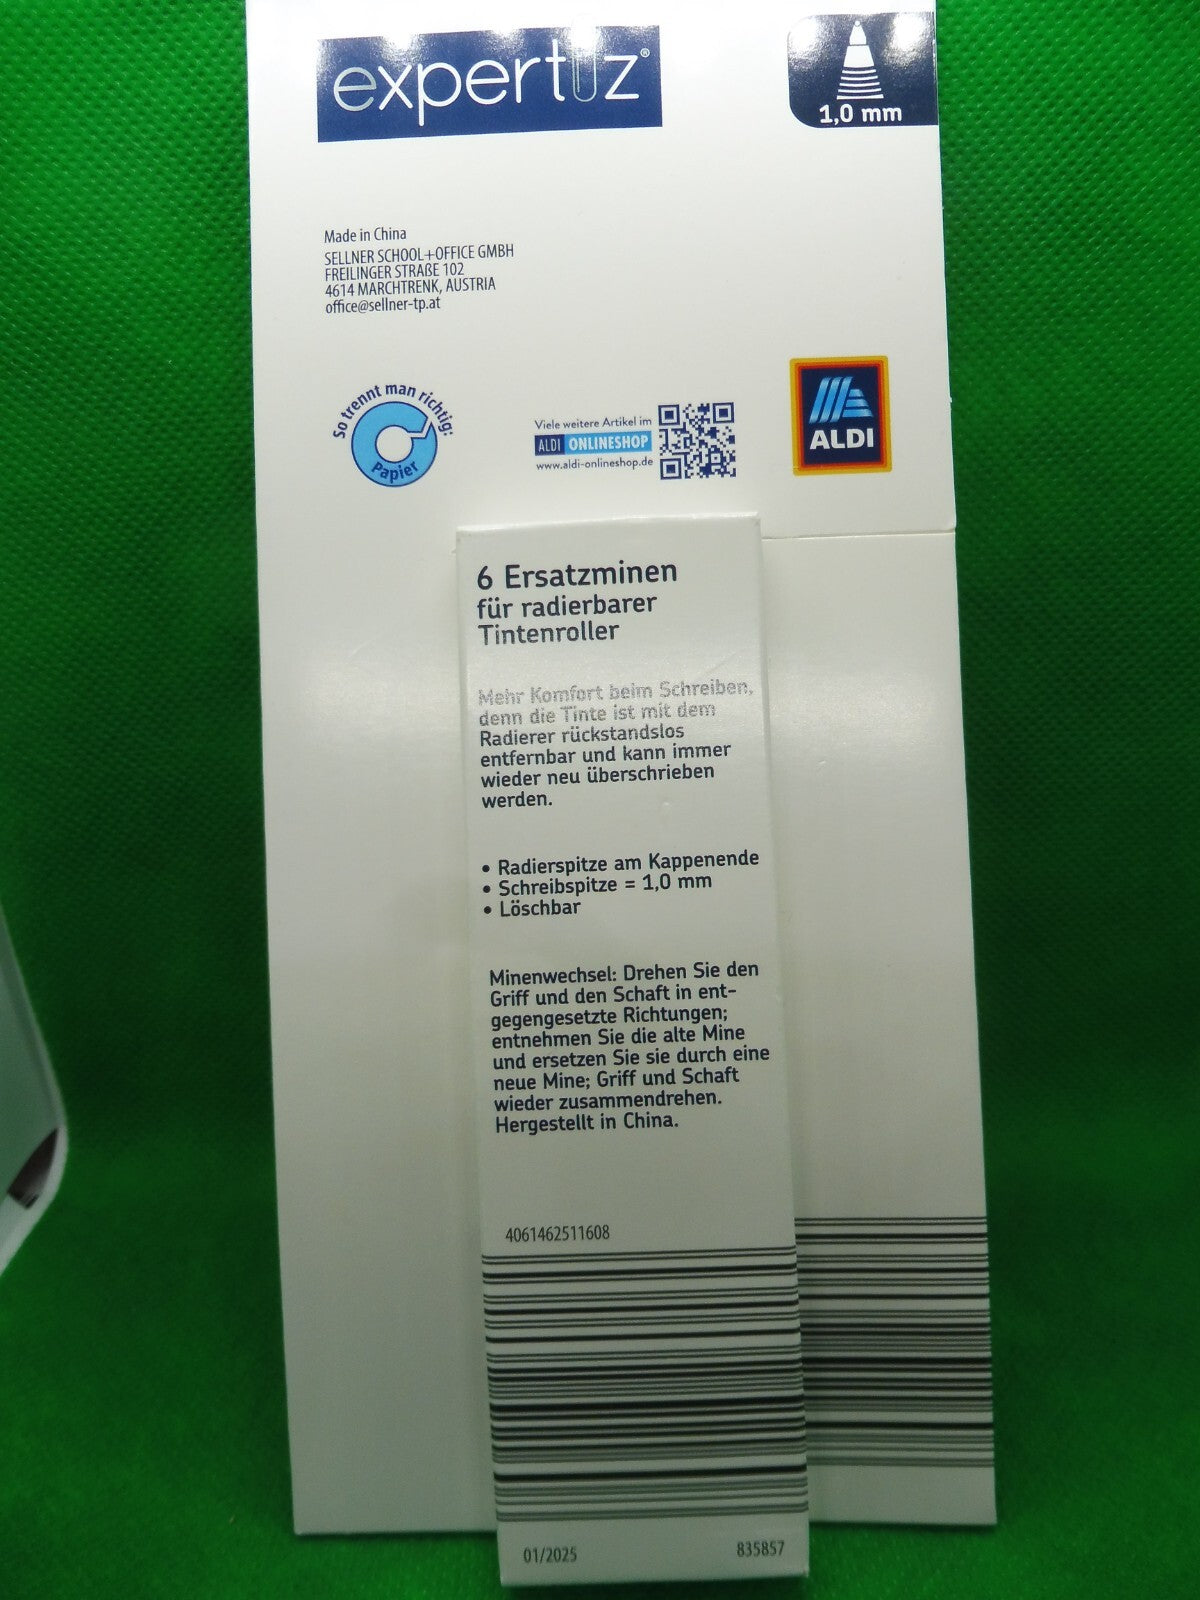 expertiz®
1,0 mm
Made in China
SELLNER SCHOOL+OFFICE GMBH
FREILINGER STRAßE 102
4614 MARCHTRENK, AUSTRIA
office@sellner-tp.at
So trennt man richtig:
Papier
Viele weitere Artikel im
ALDI ONLINESHOP
www.aldi-onlineshop.de
ALDI
6 Ersatzminen
für radierbarer
Tintenroller
Mehr Komfort beim Schreiben,
denn die Tinte ist mit dem
Radierer rückstandslos
entfernbar und kann immer
wieder neu überschrieben
werden.
• Radierspitze am Kappenende
• Schreibspitze = 1,0 mm
• Löschbar
Minenwechsel: Drehen Sie den
Griff und den Schaft in ent-
gegengesetzte Richtungen;
entnehmen Sie die alte Mine
und ersetzen Sie sie durch eine
neue Mine; Griff und Schaft
wieder zusammendrehen.
Hergestellt in China.
4061462511608
01/2025
835857